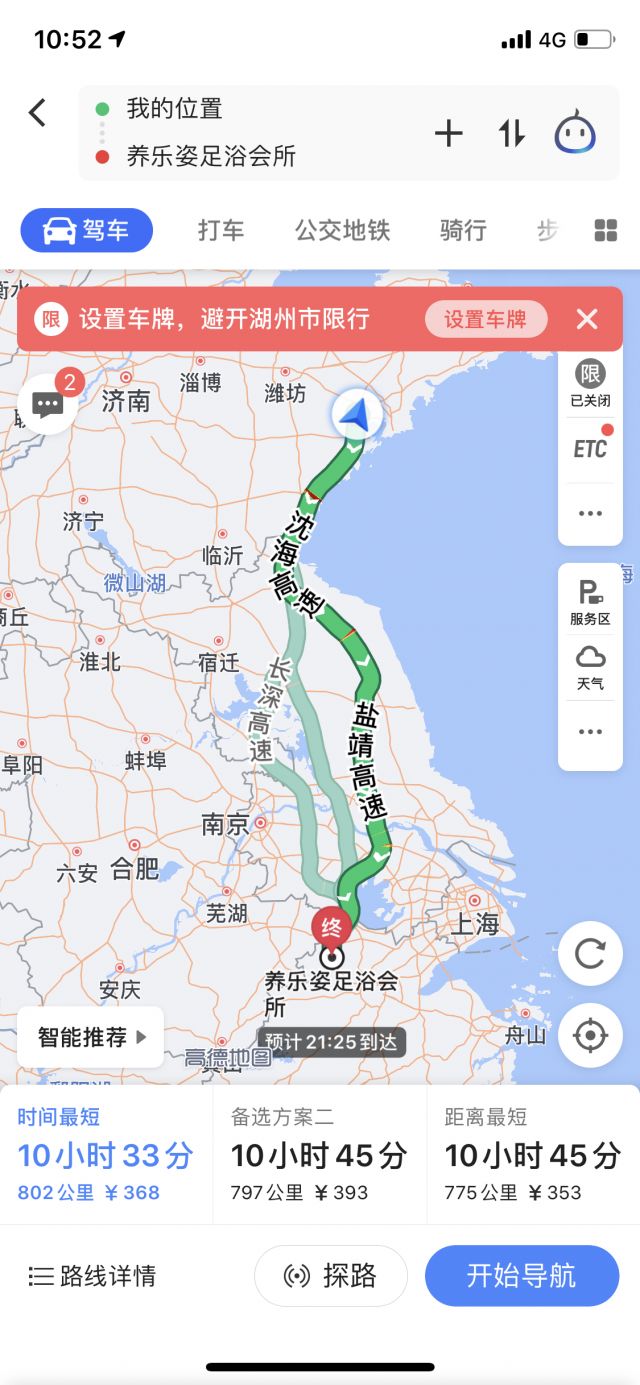 10:52
4G
我的位置
养乐姿足浴会所
驾车
打车
公交地铁
骑行
步
限 设置车牌，避开湖州市限行
设置车牌
2
限
已关闭
ETC
淄博
潍坊
济南
济宁
临沂
微山湖
沈海高速
商丘
淮北
宿迁
长深高速
盐靖高速
P
服务区
天气
阜阳
蚌埠
南京
六安
合肥
芜湖
上海
终
养乐姿足浴会
所
安庆
舟山
智能推荐
预计21:25到达
高德地图
时间最短
10小时33分
802公里 ￥368
备选方案二
10小时45分
797公里 ￥393
距离最短
10小时45分
775公里 ￥353
路线详情
探路
开始导航